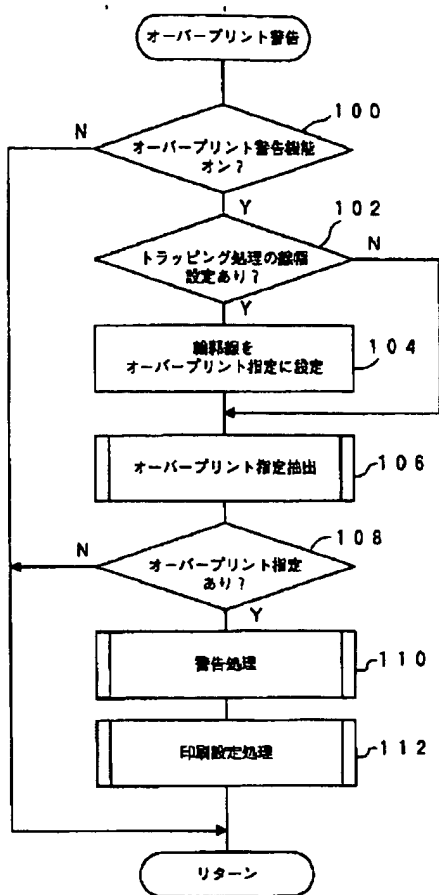 オーバープリント警告
100
N
オーバープリント警告機能
オン？
Y
102
トラッピング処理の線幅
設定あり？
N
Y
輪郭線を
オーバープリント指定に設定
104
オーバープリント指定抽出
106
108
N
オーバープリント指定
あり？
Y
警告処理
110
印刷設定処理
112
リターン